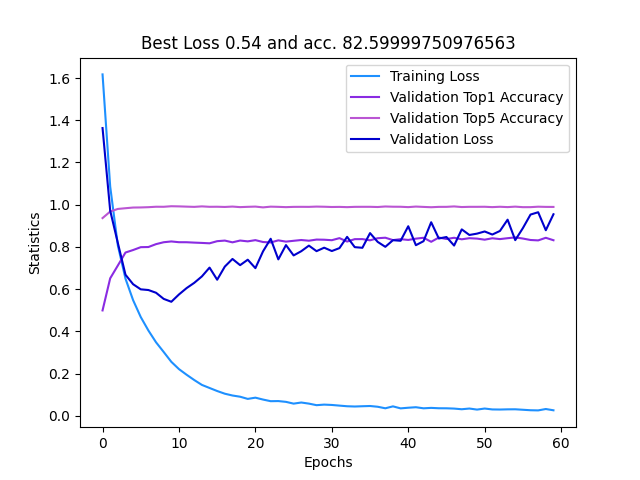 Best Loss 0.54 and acc. 82.59999750976563
Training Loss
Validation Top1 Accuracy
Validation Top5 Accuracy
Validation Loss
Statistics
1.6
1.4
1.2
1.0
0.8
0.6
0.4
0.2
0.0
0 10 20 30 40 50 60
Epochs